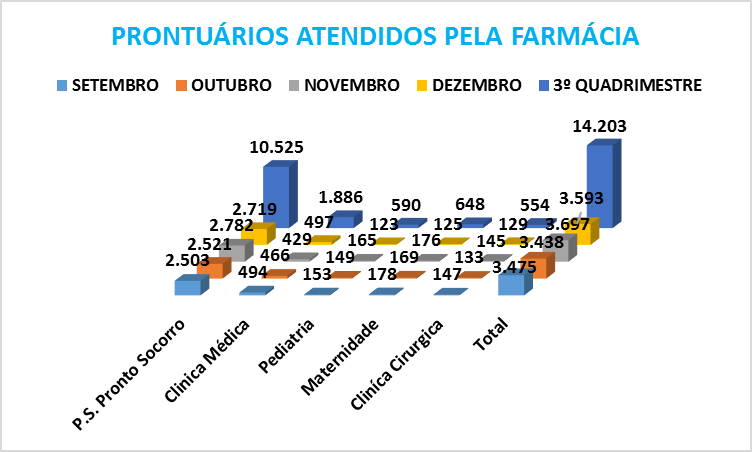 PRONTUÁRIOS ATENDIDOS PELA FARMÁCIA
SETEMBRO OUTUBRO NOVEMBRO DEZEMBRO 3º QUADRIMESTRE
14.203
10.525
1.886 590 648 554 3.593
2.719 497 123 125 129 3.697
2.782 429 165 176 145 3.438
2.521 466 149 169 133
2.503 494 153 178 147 3.475
P.S. Pronto Socorro
Clinica Médica
Pediatria
Maternidade
Cliníca Cirurgica
Total